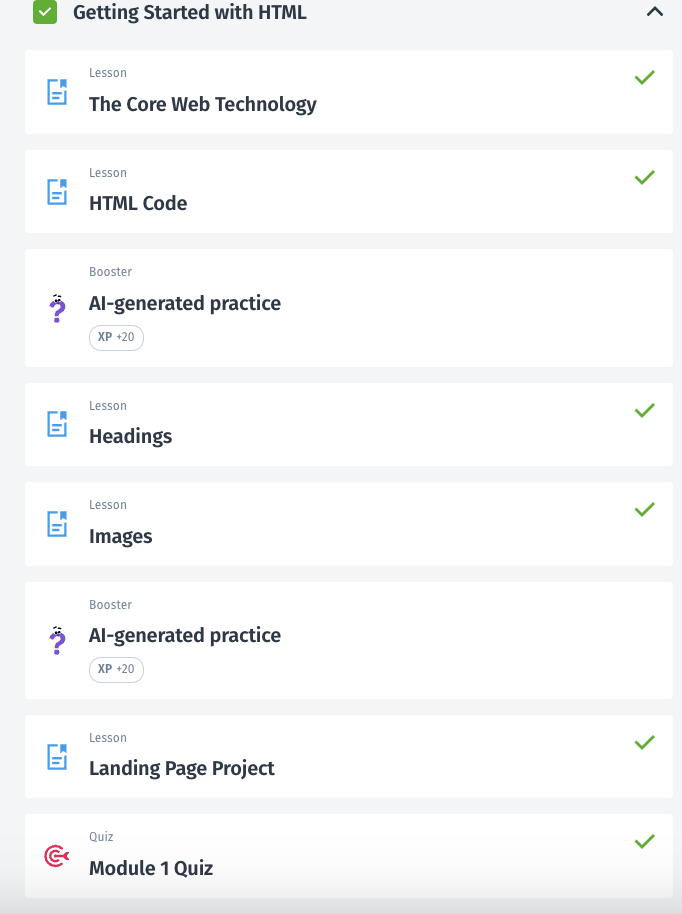 Getting Started with HTML
Lesson
The Core Web Technology
Lesson
HTML Code
Booster
AI-generated practice
XP +20
Lesson
Headings
Lesson
Images
Booster
AI-generated practice
XP +20
Lesson
Landing Page Project
Quiz
Module 1 Quiz